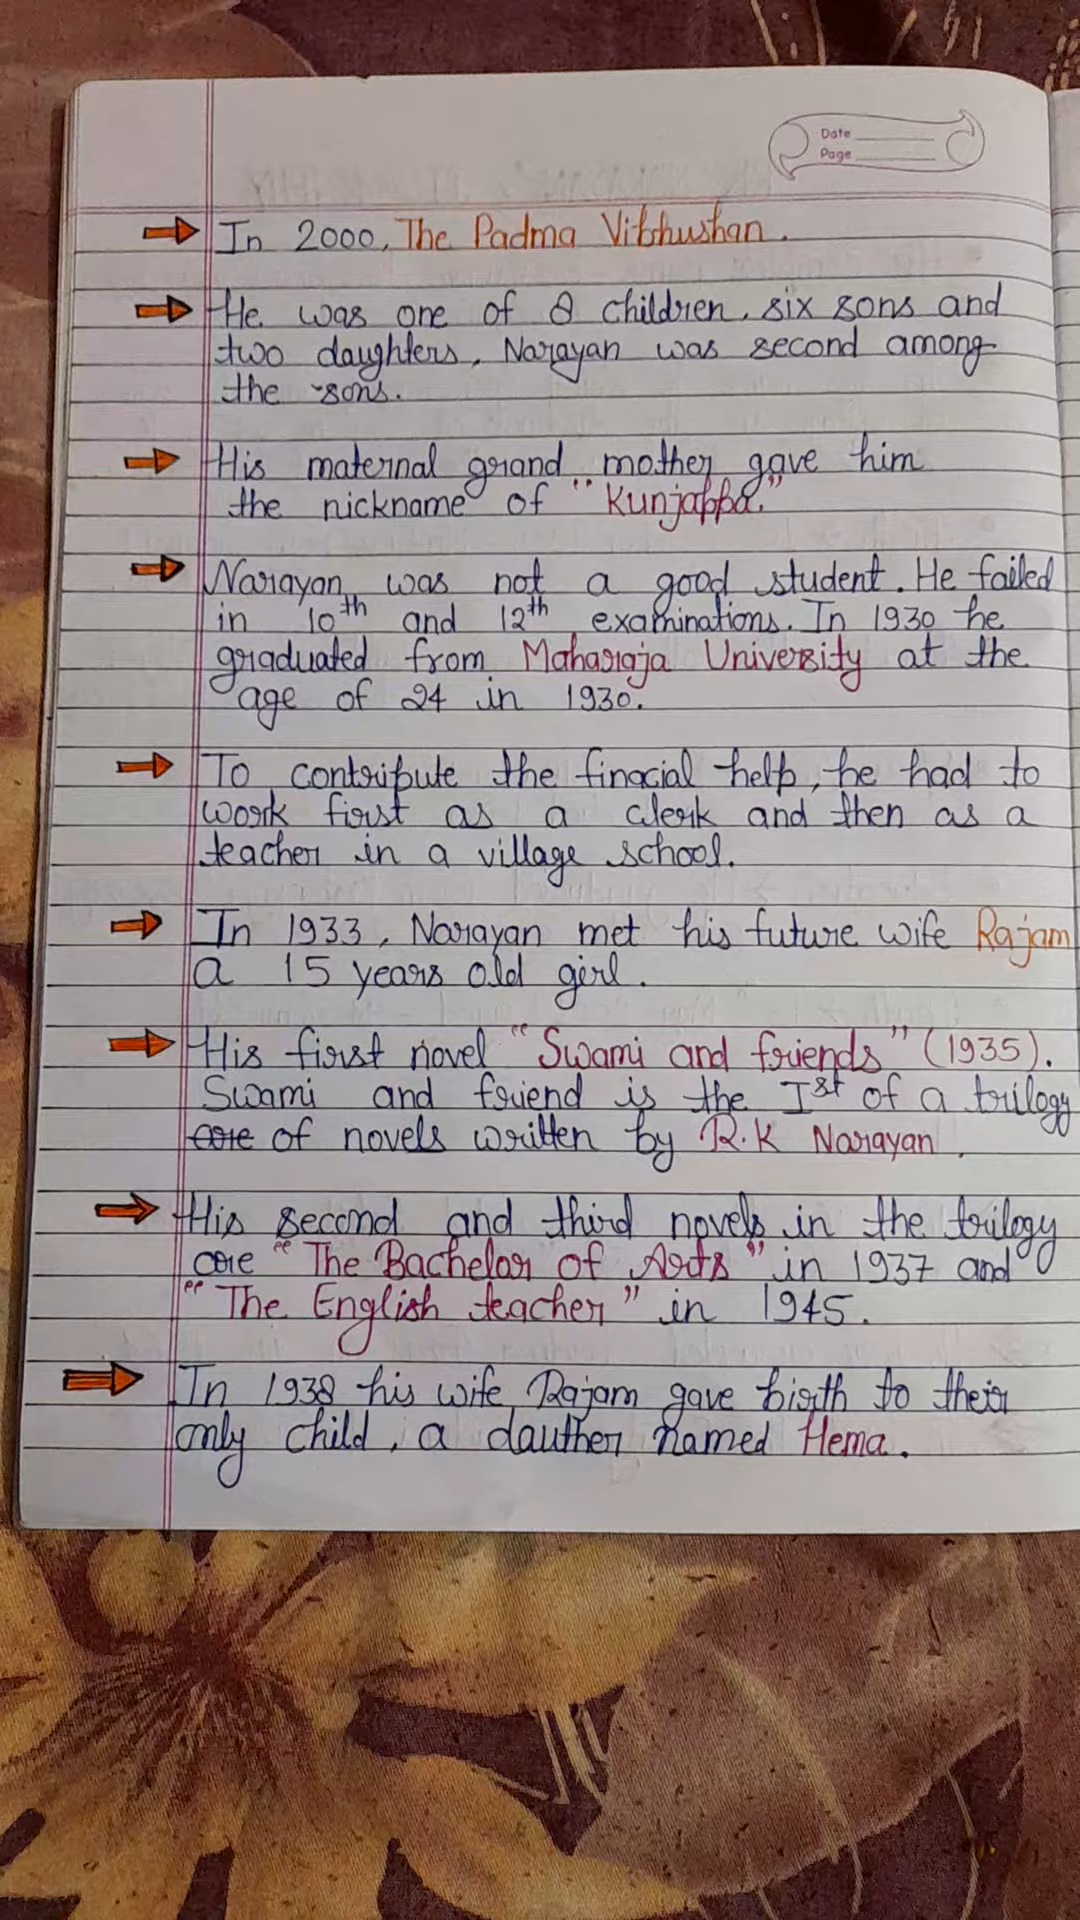 Date
Page
In 2000, The Padma Vibhushan.
He was one of 8 children, six sons and
two daughters, Narayan was second among
the sons.
His maternal grand mother gave him
the nickname of "Kunjappa."
Narayan was not a good student. He failed
in 10th and 12th examinations. In 1930 he
graduated from Maharaja University at the
age of 24 in 1930.
To contribute the finacial help, he had to
work first as a clerk and then as a
teacher in a village school.
In 1933, Narayan met his future wife Rajam
a 15 years old girl.
His first novel "Swami and friends" (1935).
Swami and friend is the Ist of a trilogy
are of novels written by R.K Narayan.
His second and third novels in the trilogy
are "The Bachelor of Arts" in 1937 and
"The English teacher" in 1945.
In 1938 his wife Rajam gave birth to their
only child, a dauther named Hema.